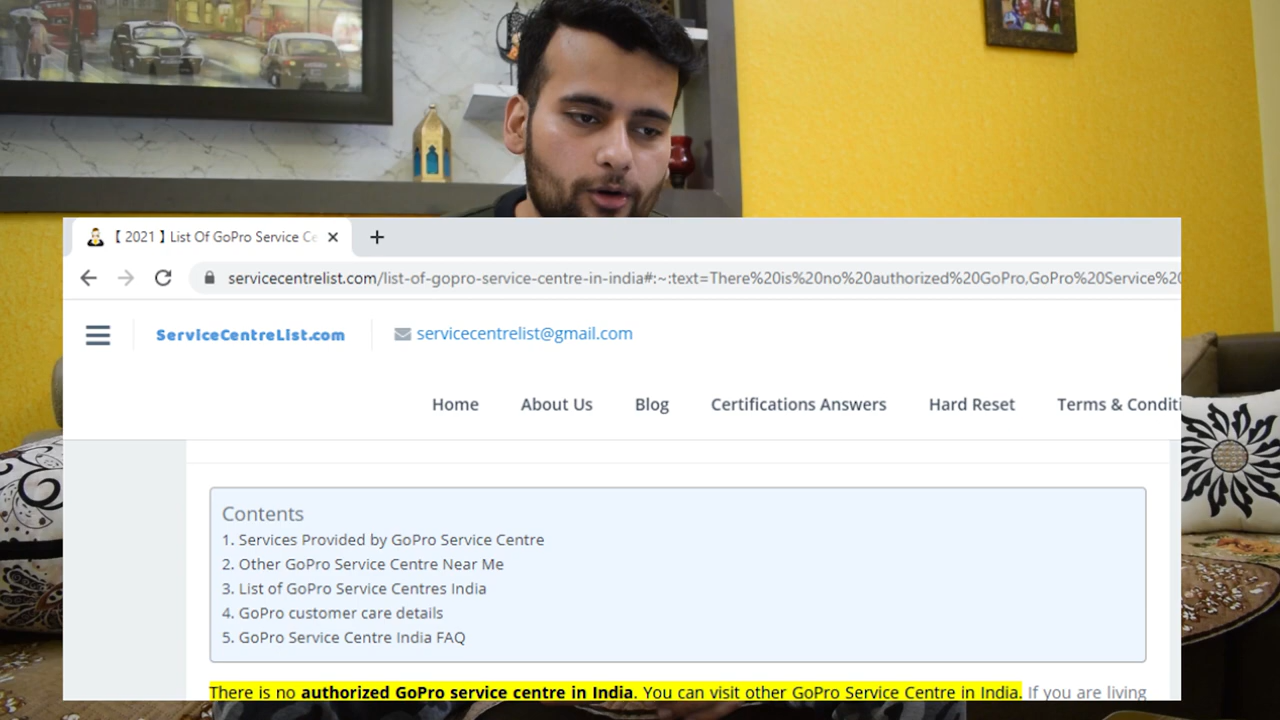 【 2021 】List Of GoPro Service Ce
servicecentrelist.com/list-of-gopro-service-centre-in-india#:~:text=There%20is%20no%20authorized%20GoPro,GoPro%20Service%20
ServiceCentreList.com servicecentrelist@gmail.com
Home About Us Blog Certifications Answers Hard Reset Terms & Conditi
Contents
1. Services Provided by GoPro Service Centre
2. Other GoPro Service Centre Near Me
3. List of GoPro Service Centres India
4. GoPro customer care details
5. GoPro Service Centre India FAQ
There is no authorized GoPro service centre in India. You can visit other GoPro Service Centre in India. If you are living